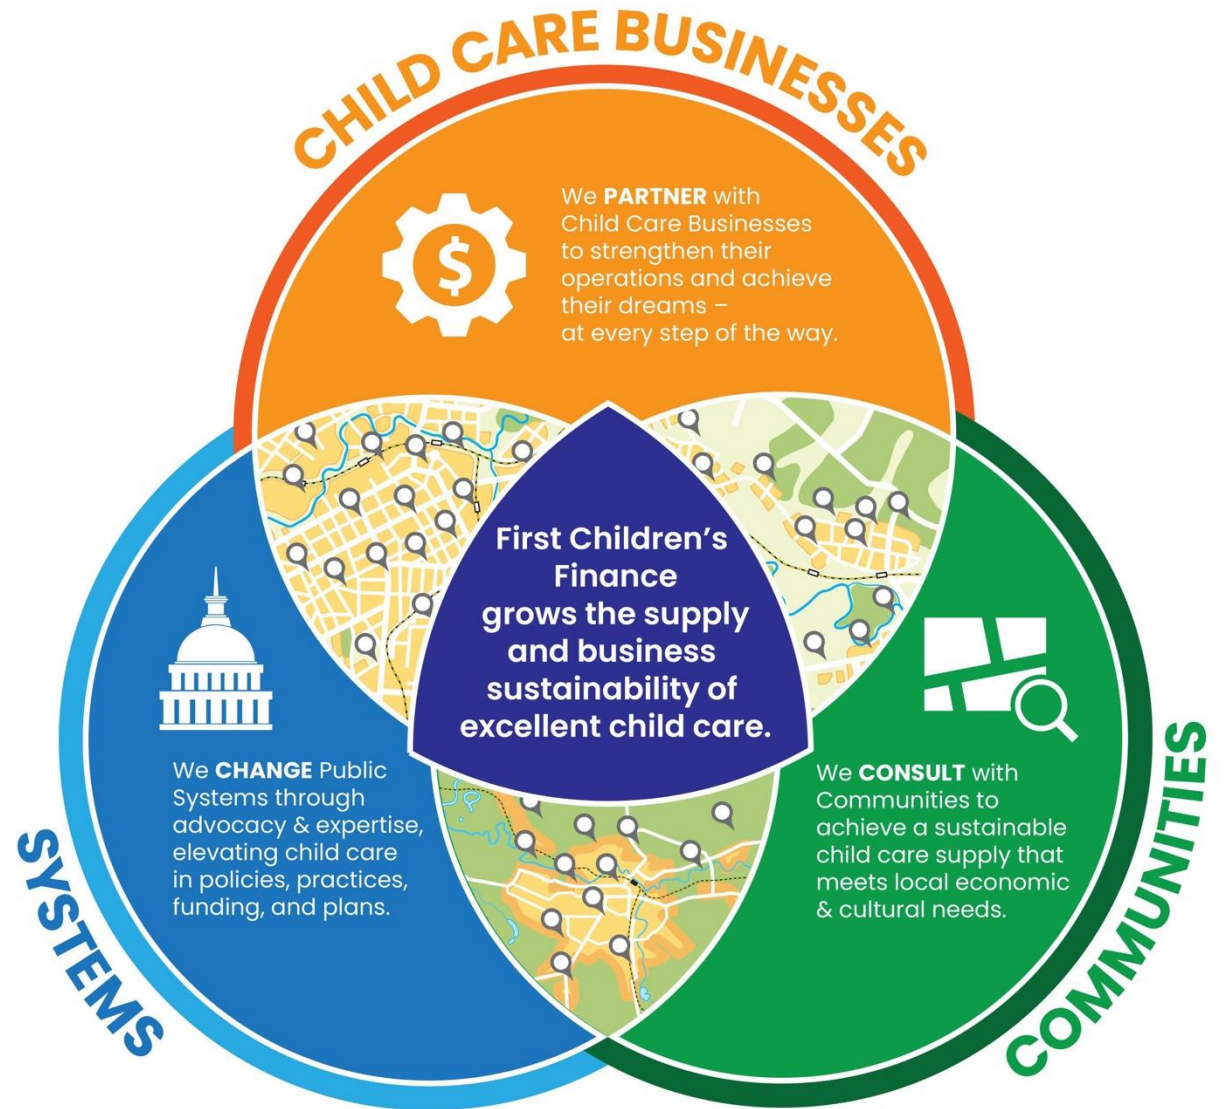 CHILD CARE BUSINESSES
We PARTNER with
Child Care Businesses
to strengthen their
operations and achieve
their dreams –
at every step of the way.
$
First Children's
Finance
grows the supply
and business
sustainability of
excellent child care.
We CHANGE Public
Systems through
advocacy & expertise,
elevating child care
in policies, practices,
funding, and plans.
SYSTEMS
We CONSULT with
Communities to
achieve a sustainable
child care supply that
meets local economic
& cultural needs.
COMMUNITIES